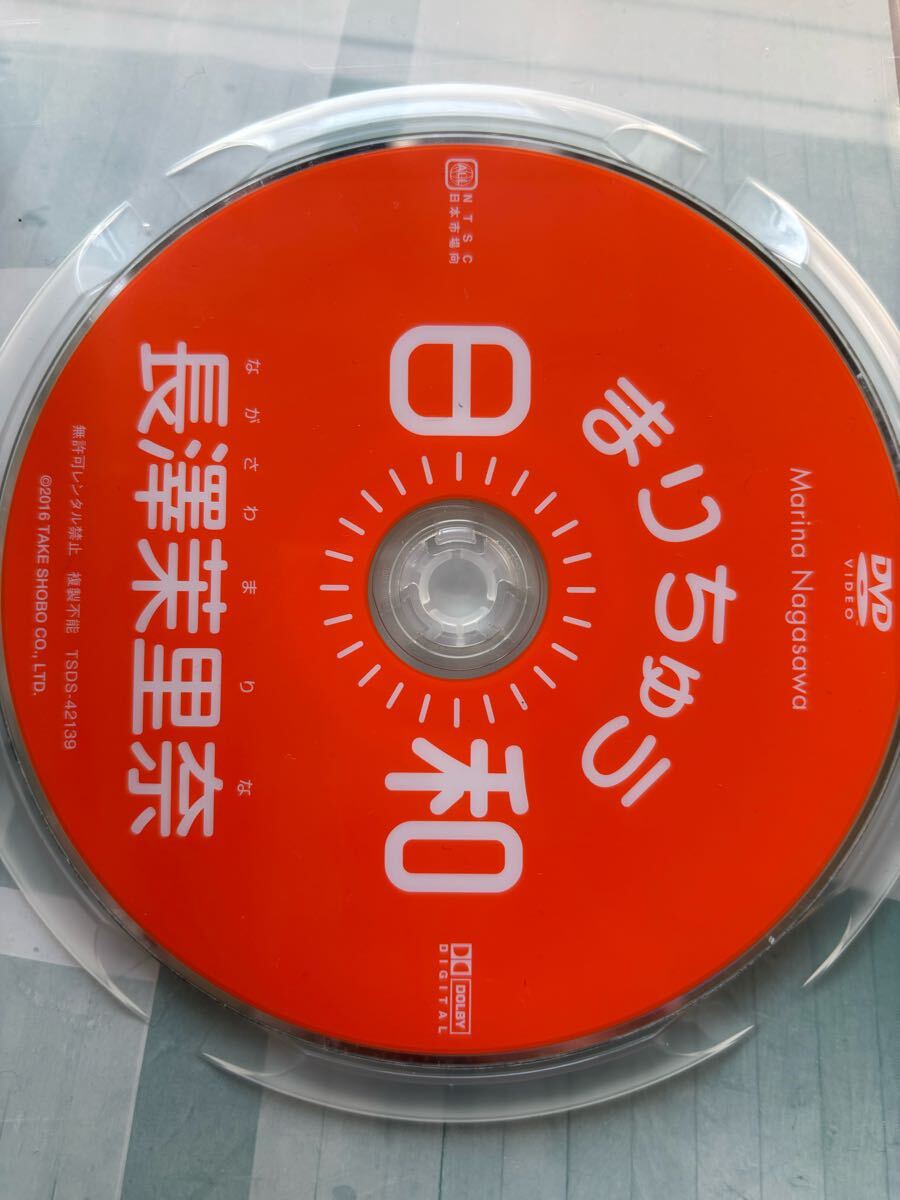 DVD
VIDEO
Marina Nagasawa
まりちゅう
日和
NTSC
日本市場向
ALL
DOLBY
DIGITAL
ながさわまりな
長澤茉里奈
無許可レンタル禁止 複製不能 TSDS-42139
©2016 TAKE SHOBO CO., LTD.